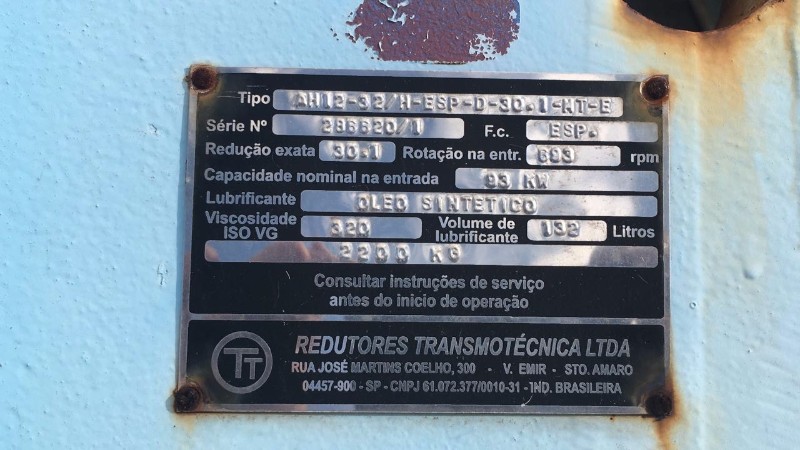 Tipo AH12-32/H-ESP-D-30.1-MT-E
Série Nº 286620/1 F.c. ESP.
Redução exata 30.1 Rotação na entr. 893 rpm
Capacidade nominal na entrada 93 KW
Lubrificante OLEO SINTETICO
Viscosidade ISO VG 320 Volume de lubrificante 132 Litros
2200 KG
Consultar instruções de serviço
antes do inicio de operação
TT
REDUTORES TRANSMOTÉCNICA LTDA
RUA JOSÉ MARTINS COELHO, 300 - V. EMIR - STO. AMARO
04457-900 - SP - CNPJ 61.072.377/0010-31 - IND. BRASILEIRA